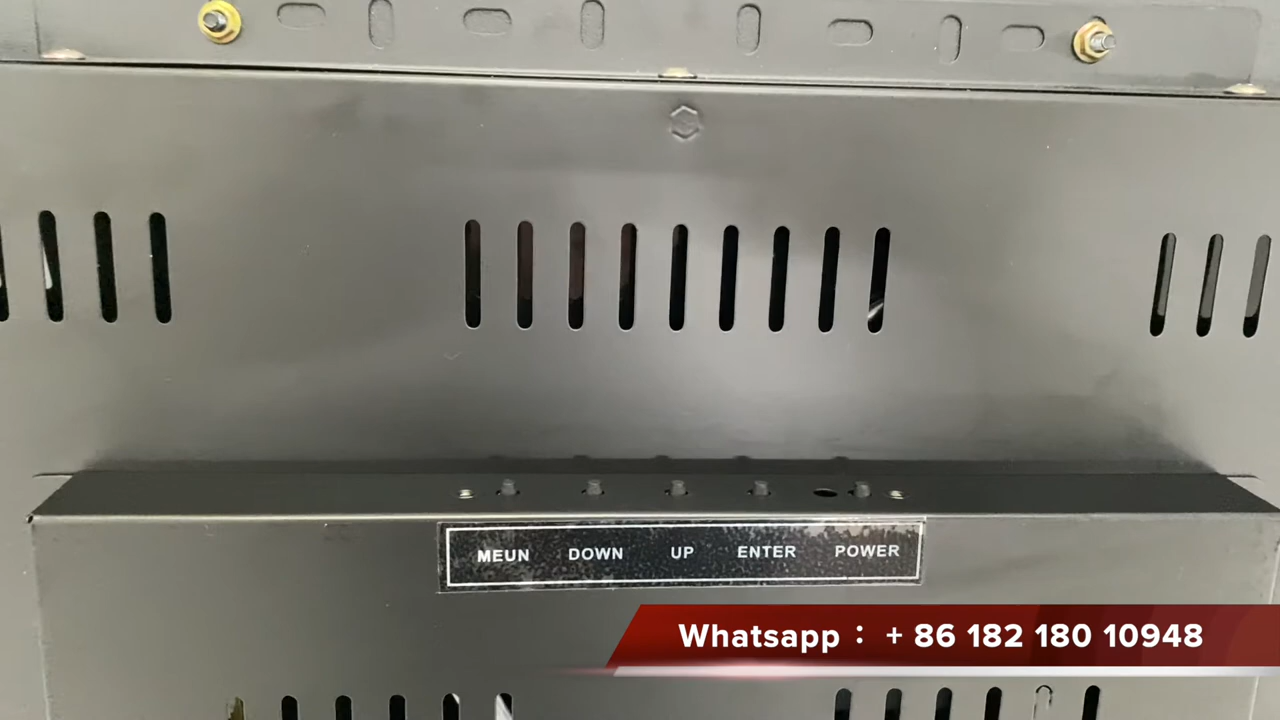 MEUN DOWN UP ENTER POWER
Whatsapp： + 86 182 180 10948